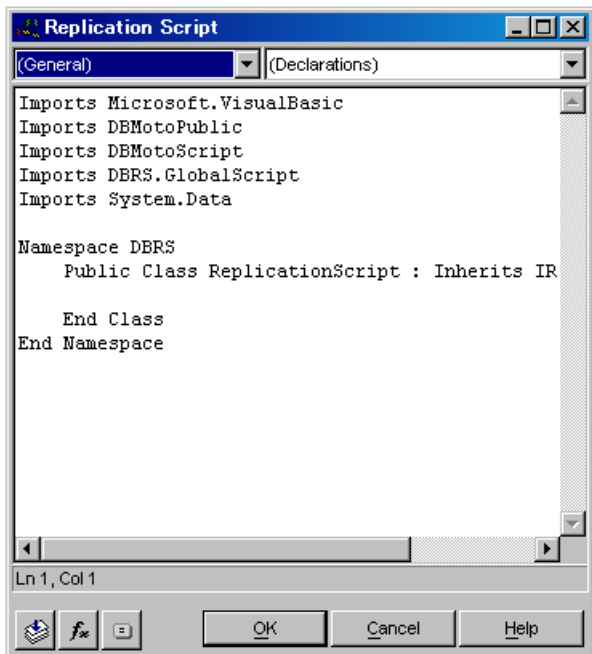 Replication Script
(General) (Declarations)
Imports Microsoft.VisualBasic
Imports DBMotoPublic
Imports DBMotoScript
Imports DBRS.GlobalScript
Imports System.Data
Namespace DBRS
Public Class ReplicationScript : Inherits IR
End Class
End Namespace
Ln 1, Col 1
fx OK Cancel Help